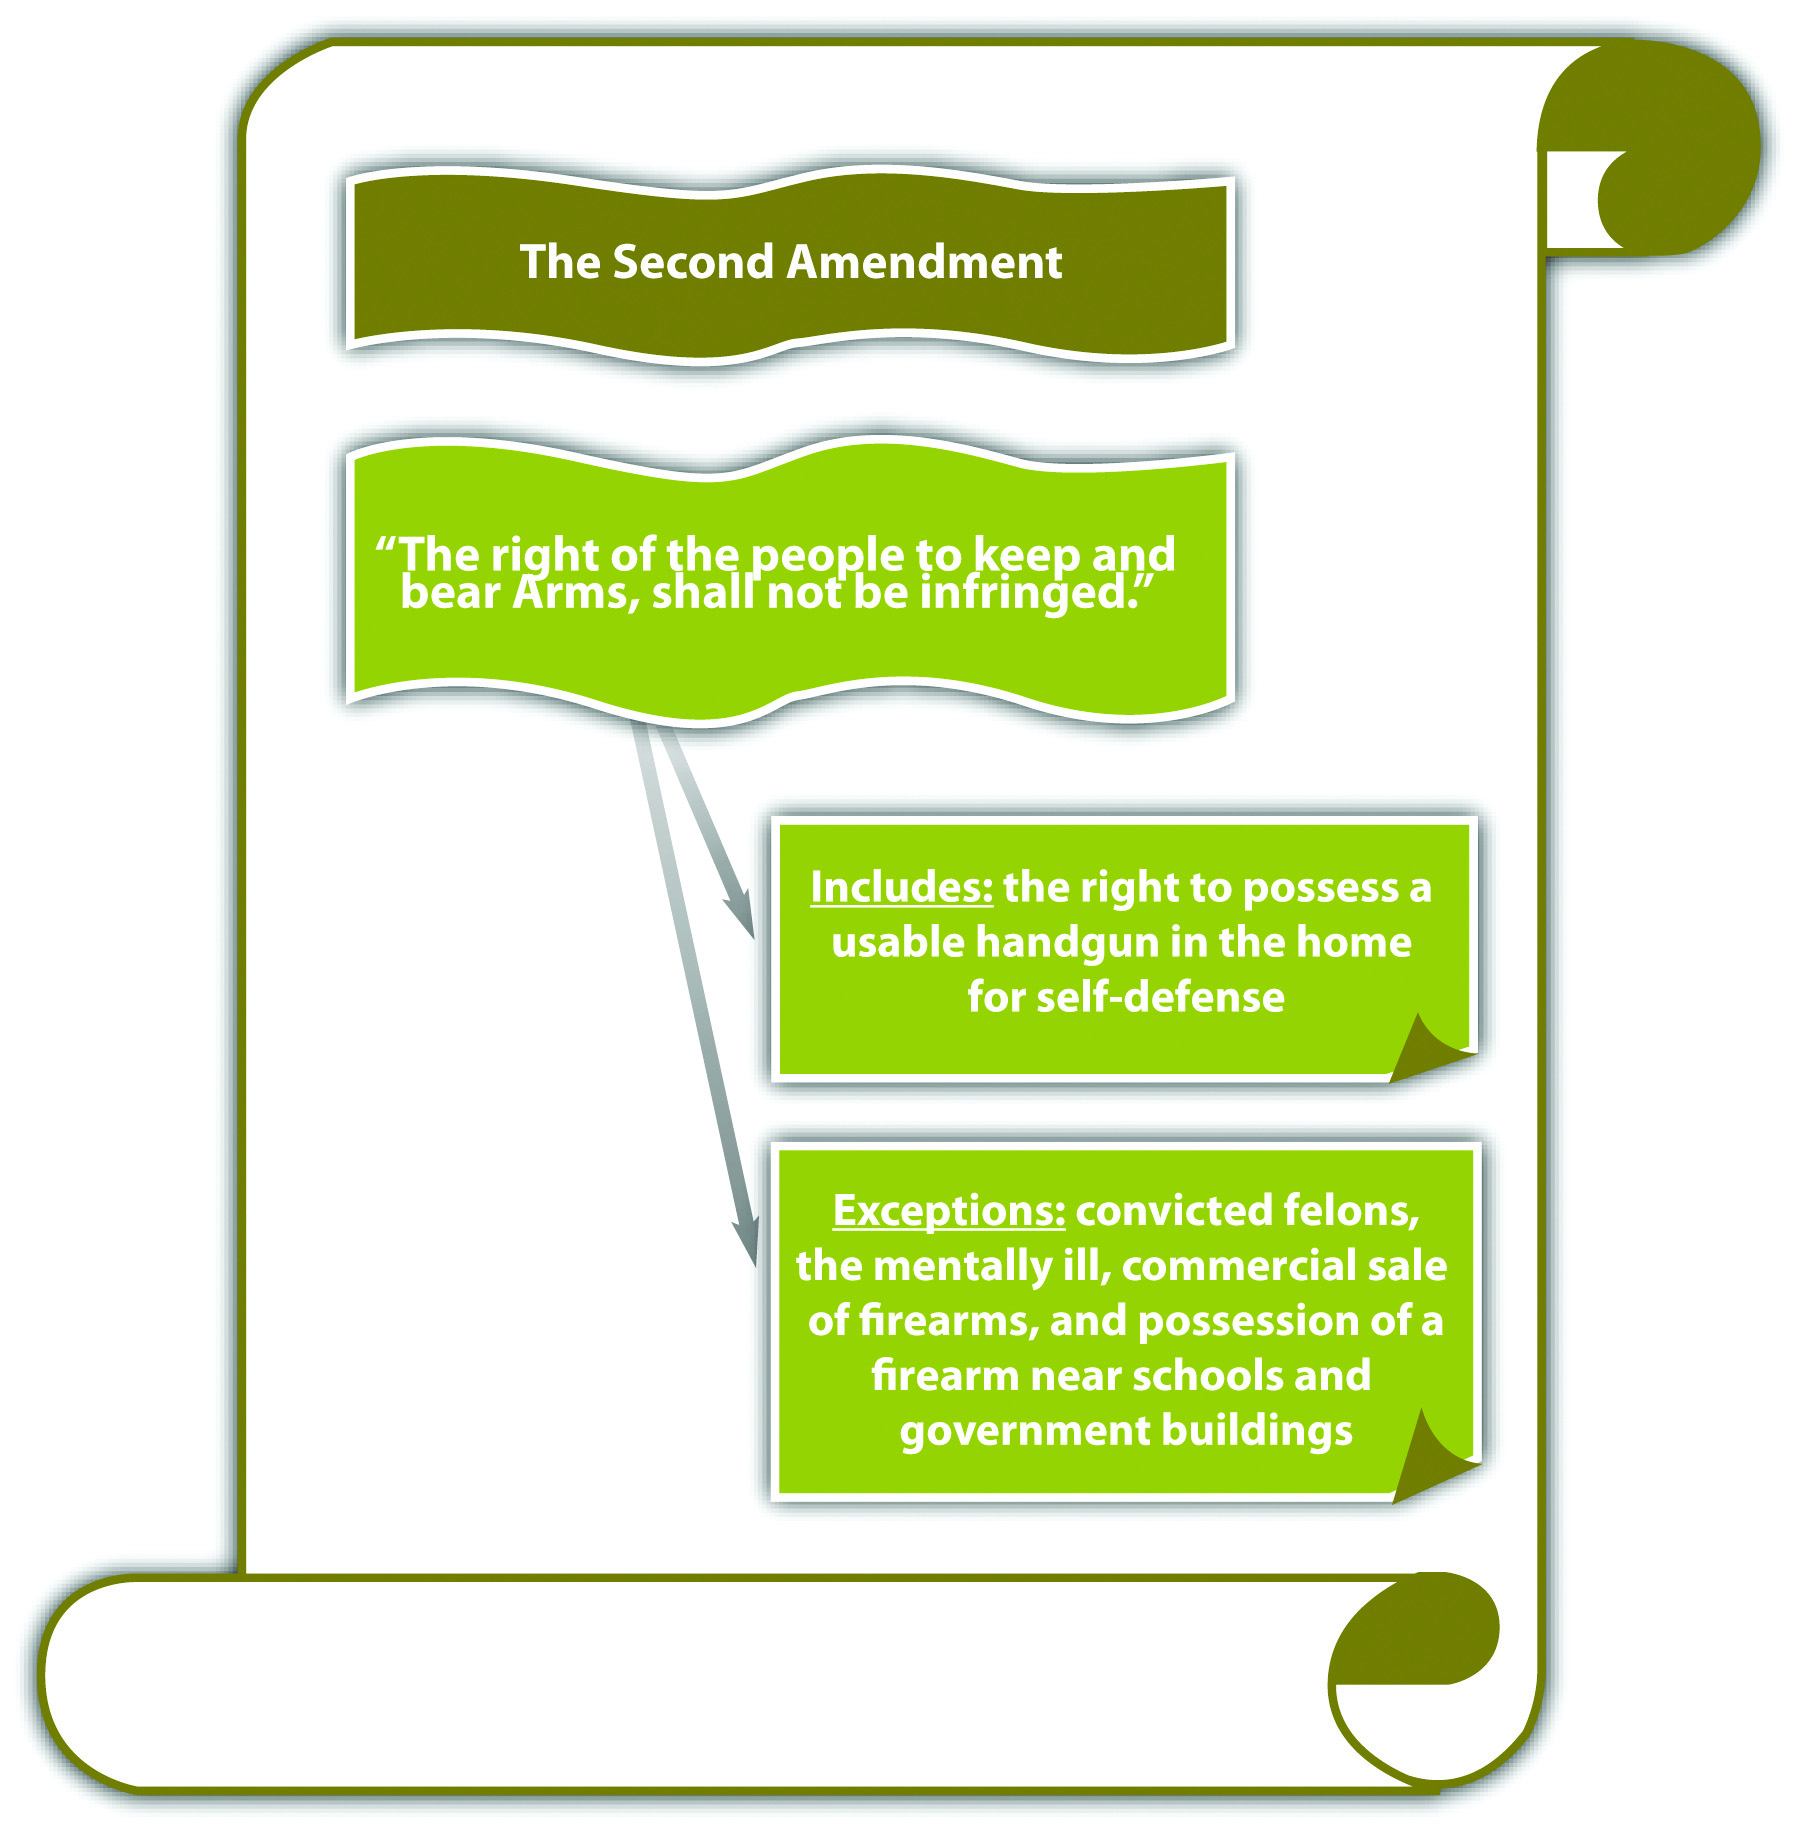 The Second Amendment
“The right of the people to keep and
bear Arms, shall not be infringed.”
Includes: the right to possess a
usable handgun in the home
for self-defense
Exceptions: convicted felons,
the mentally ill, commercial sale
of firearms, and possession of a
firearm near schools and
government buildings